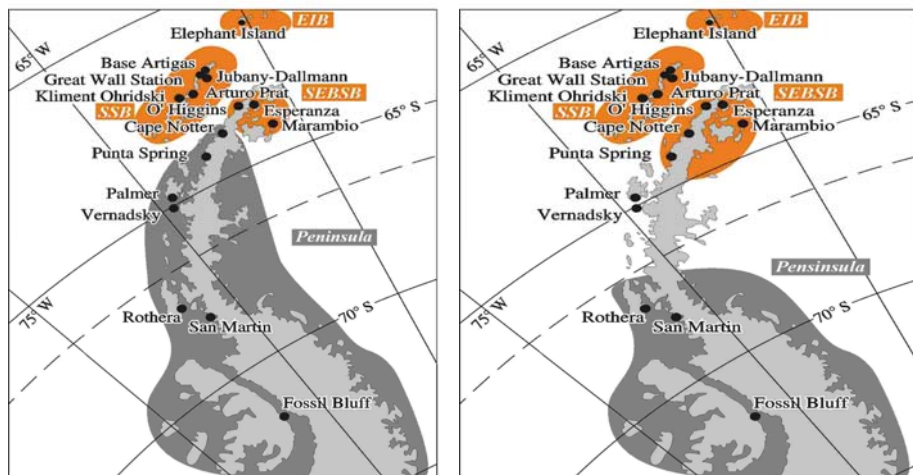 EIB
Elephant Island
65° W
Base Artigas
Great Wall Station
Jubany-Dallmann
Kliment Ohridski
Arturo Prat
SEBSB
O' Higgins
Esperanza
SSB
Cape Notter
Marambio
65° S
Punta Spring
Palmer
Vernadsky
Peninsula
75° W
Rothera
San Martin
70° S
Fossil Bluff
EIB
Elephant Island
65° W
Base Artigas
Great Wall Station
Jubany-Dallmann
Kliment Ohridski
Arturo Prat
SEBSB
O' Higgins
Esperanza
SSB
Cape Notter
Marambio
65° S
Punta Spring
Palmer
Vernadsky
Pensinsula
75° W
Rothera
San Martin
70° S
Fossil Bluff